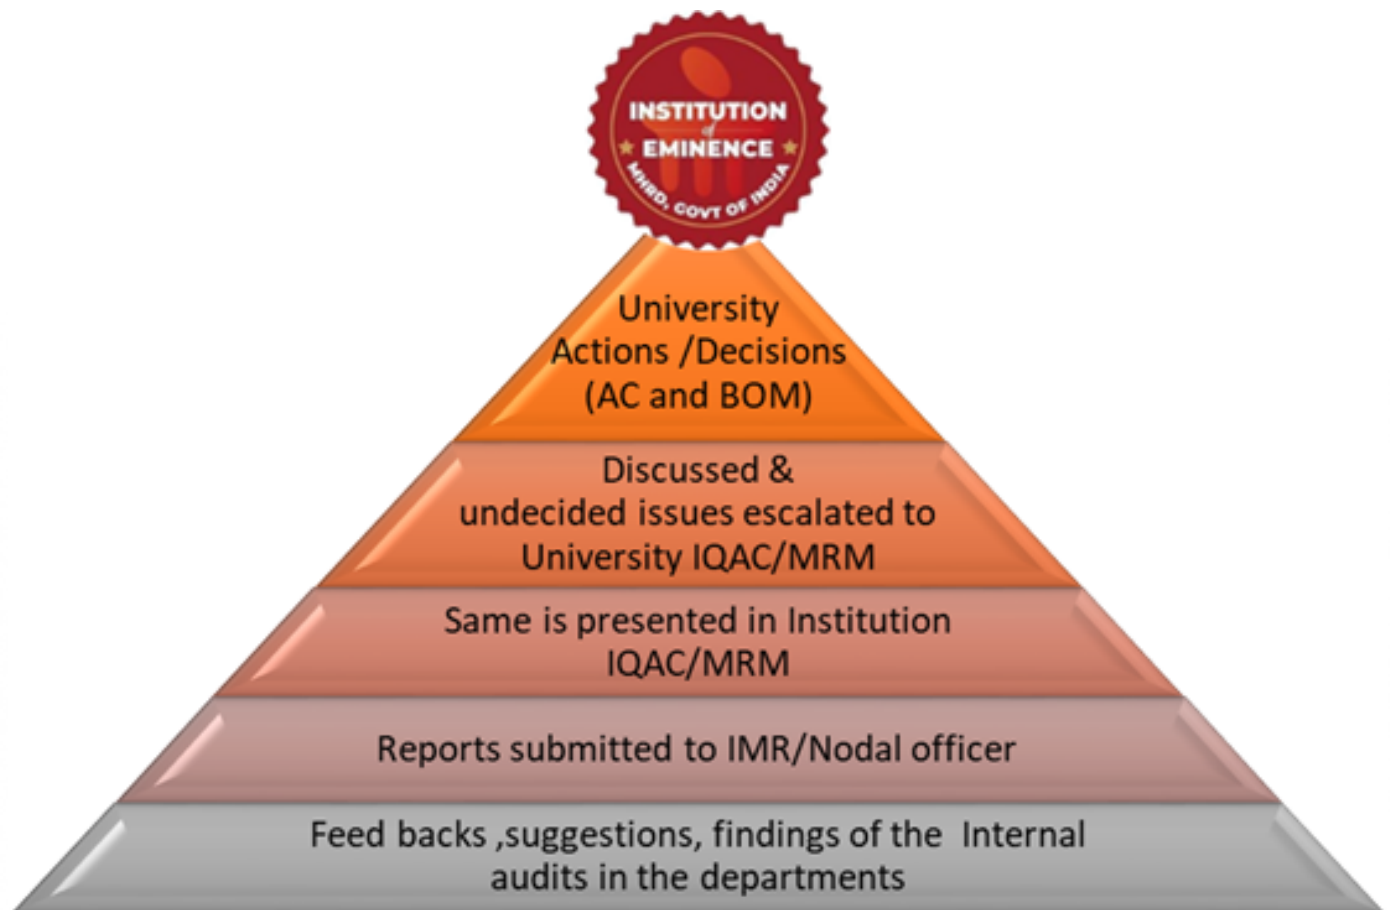 INSTITUTION
of
EMINENCE
MHRD, GOVT OF INDIA
University
Actions /Decisions
(AC and BOM)
Discussed &
undecided issues escalated to
University IQAC/MRM
Same is presented in Institution
IQAC/MRM
Reports submitted to IMR/Nodal officer
Feed backs ,suggestions, findings of the  Internal
audits in the departments